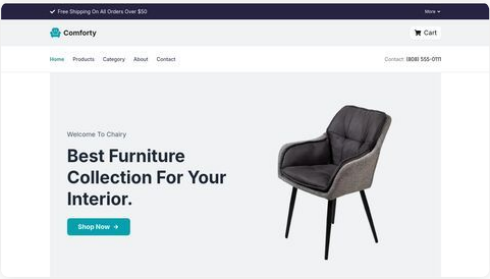 Free Shipping On All Orders Over $50
More
Comforty
Cart
Home Products Category About Contact
Contact: (808) 555-0111
Welcome To Chairy
Best Furniture
Collection For Your
Interior.
Shop Now